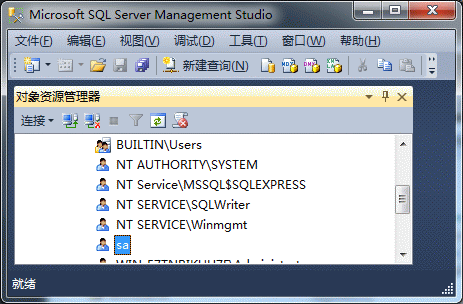 Microsoft SQL Server Management Studio
文件(F) 编辑(E) 视图(V) 调试(D) 工具(T) 窗口(W) 帮助(H)
新建查询(N)
对象资源管理器
连接
BUILTIN\Users
NT AUTHORITY\SYSTEM
NT Service\MSSQL$SQLEXPRESS
NT SERVICE\SQLWriter
NT SERVICE\Winmgmt
sa
就绪